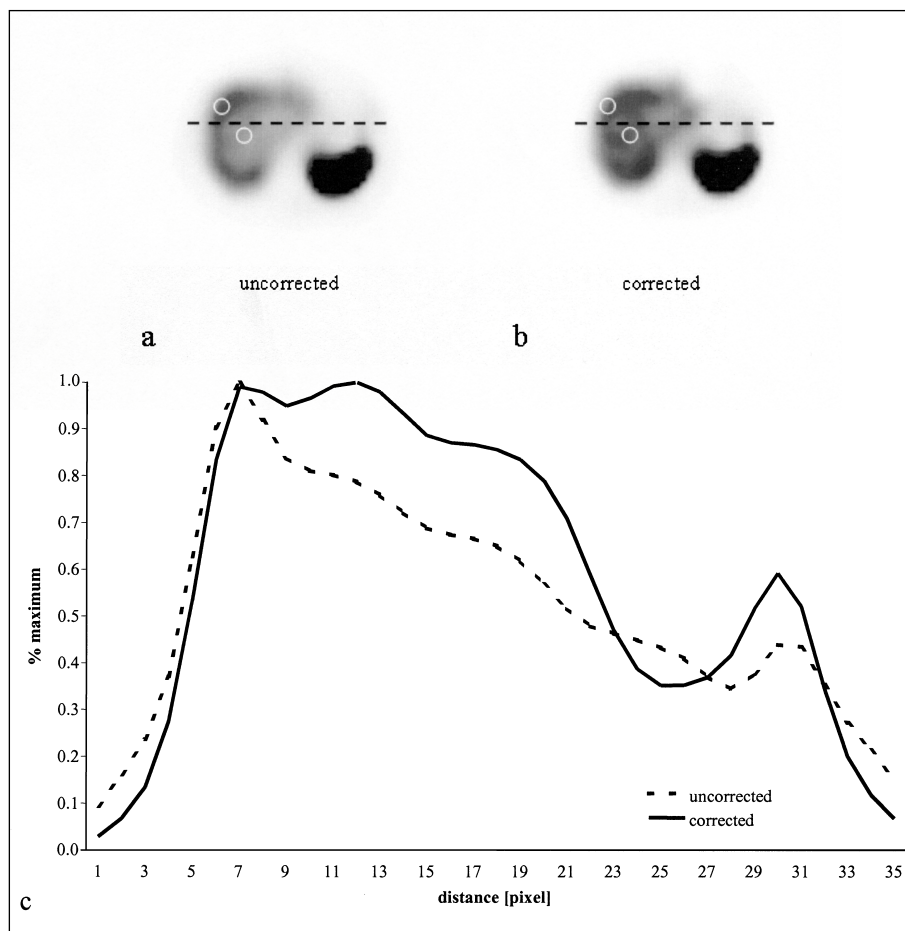 uncorrected
corrected
a
b
1.0
0.9
0.8
0.7
0.6
0.5
0.4
0.3
0.2
0.1
0.0
% maximum
uncorrected
corrected
1 3 5 7 9 11 13 15 17 19 21 23 25 27 29 31 33 35
distance [pixel]
c